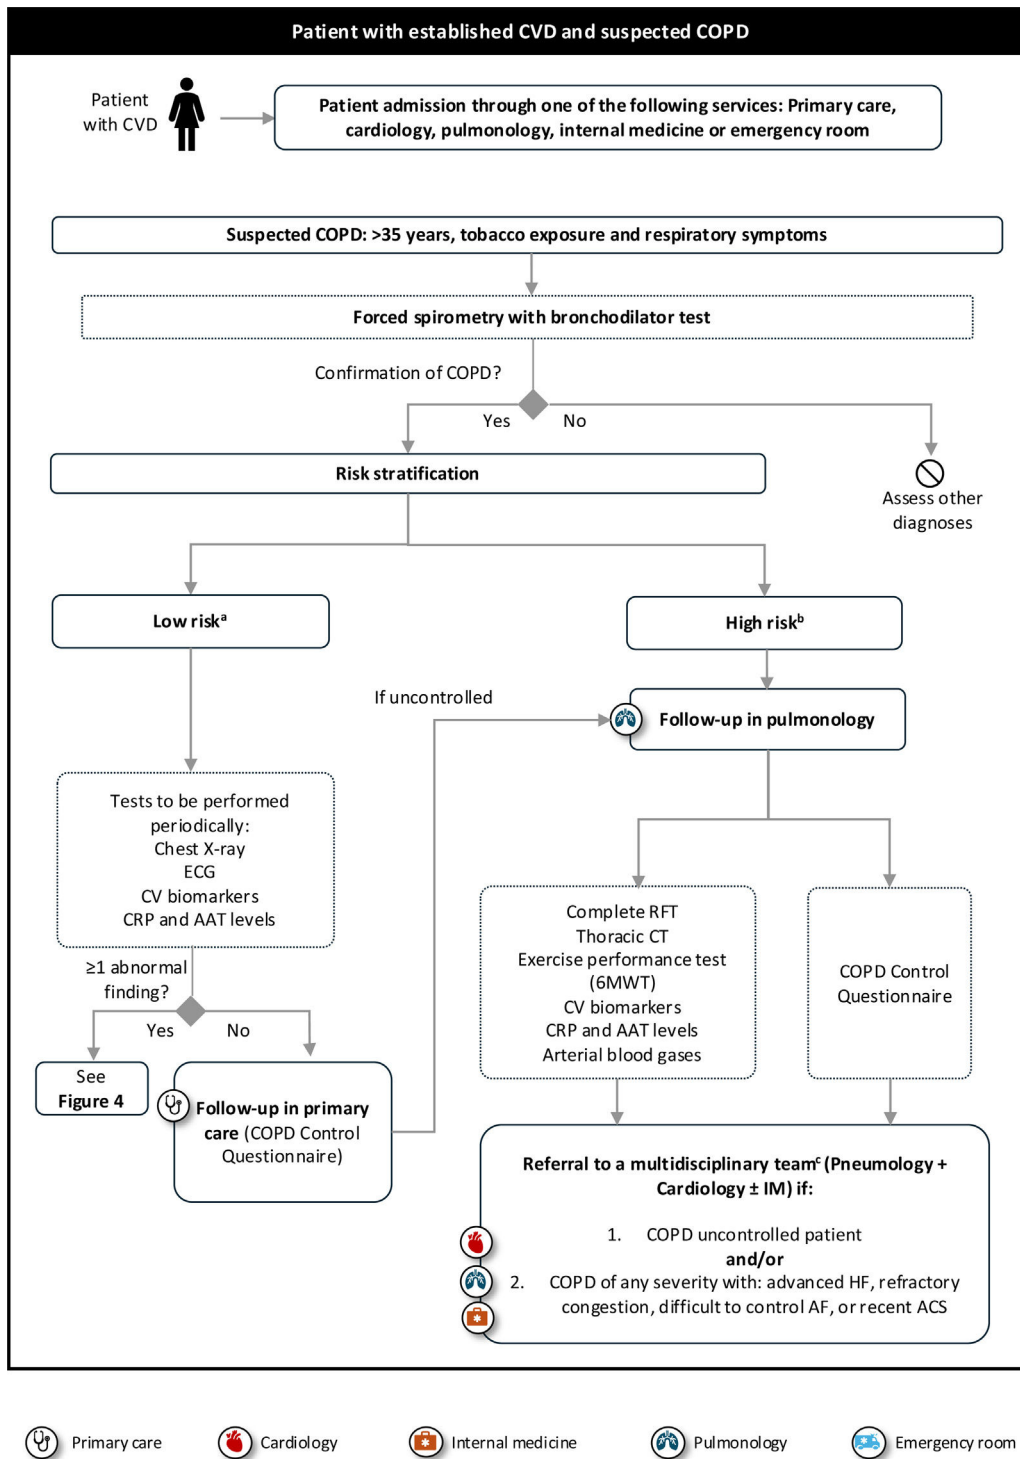 Patient with established CVD and suspected COPD
Patient
with CVD
Patient admission through one of the following services: Primary care,
cardiology, pulmonology, internal medicine or emergency room
Suspected COPD: >35 years, tobacco exposure and respiratory symptoms
Forced spirometry with bronchodilator test
Confirmation of COPD?
Yes
No
Risk stratification
Assess other
diagnoses
Low riskᵃ
High riskᵇ
If uncontrolled
Follow-up in pulmonology
Tests to be performed
periodically:
Chest X-ray
ECG
CV biomarkers
CRP and AAT levels
≥1 abnormal
finding?
Yes
No
See
Figure 4
Follow-up in primary
care (COPD Control
Questionnaire)
Complete RFT
Thoracic CT
Exercise performance test
(6MWT)
CV biomarkers
CRP and AAT levels
Arterial blood gases
COPD Control
Questionnaire
Referral to a multidisciplinary teamᶜ (Pneumology +
Cardiology ± IM) if:
1. COPD uncontrolled patient
and/or
2. COPD of any severity with: advanced HF, refractory
congestion, difficult to control AF, or recent ACS
Primary care
Cardiology
Internal medicine
Pulmonology
Emergency room